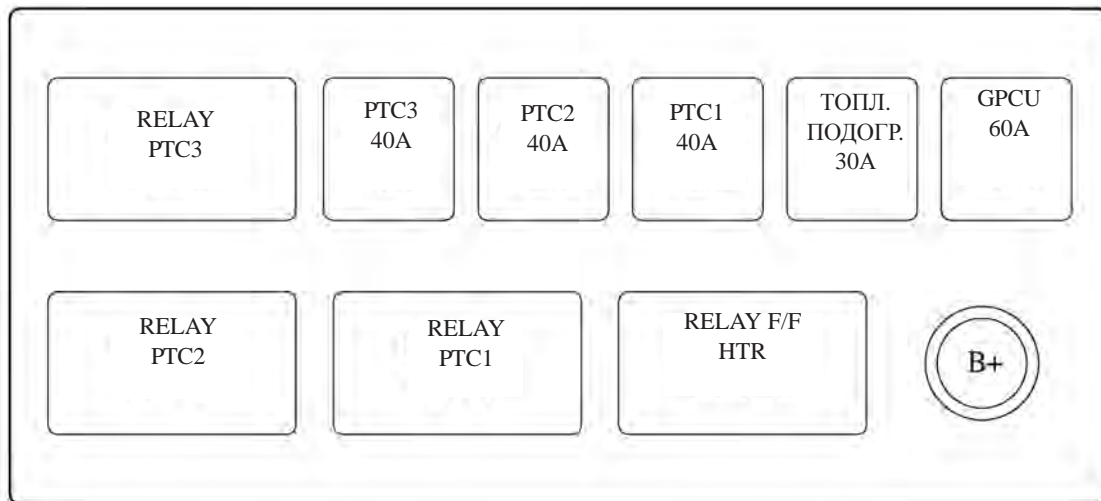 RELAY
PTC3
PTC3
40A
PTC2
40A
PTC1
40A
ТОПЛ.
ПОДОГР.
30A
GPCU
60A
RELAY
PTC2
RELAY
PTC1
RELAY F/F
HTR
B+